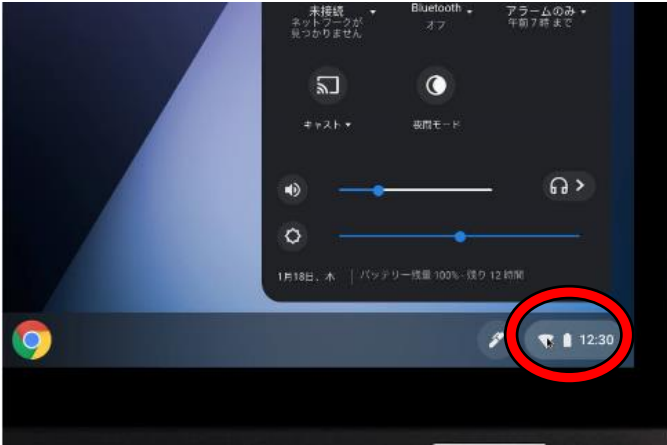 未接続
ネットワークが
見つかりません
Bluetooth
オフ
アラームのみ
午前7時 まで
キャスト
夜間モード
1月18日、木
バッテリー残量 100% - 残り 12 時間
12:30